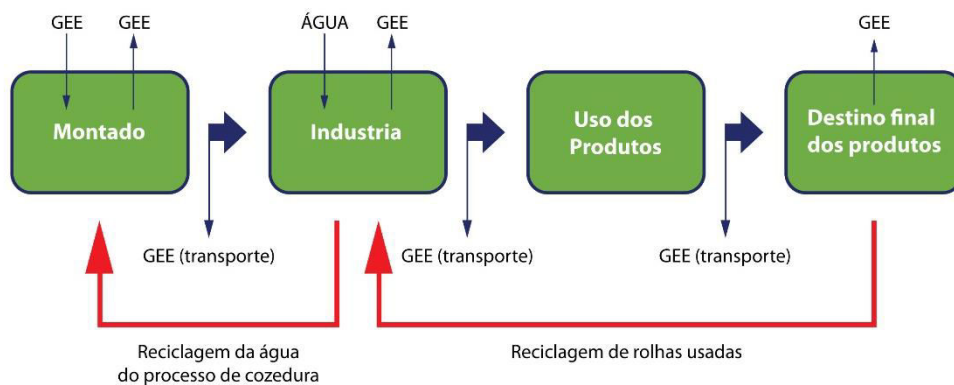 GEE GEE ÁGUA GEE GEE
Montado
Industria
Uso dos
Produtos
Destino final
dos produtos
GEE (transporte) GEE (transporte) GEE (transporte)
Reciclagem da água
do processo de cozedura
Reciclagem de rolhas usadas